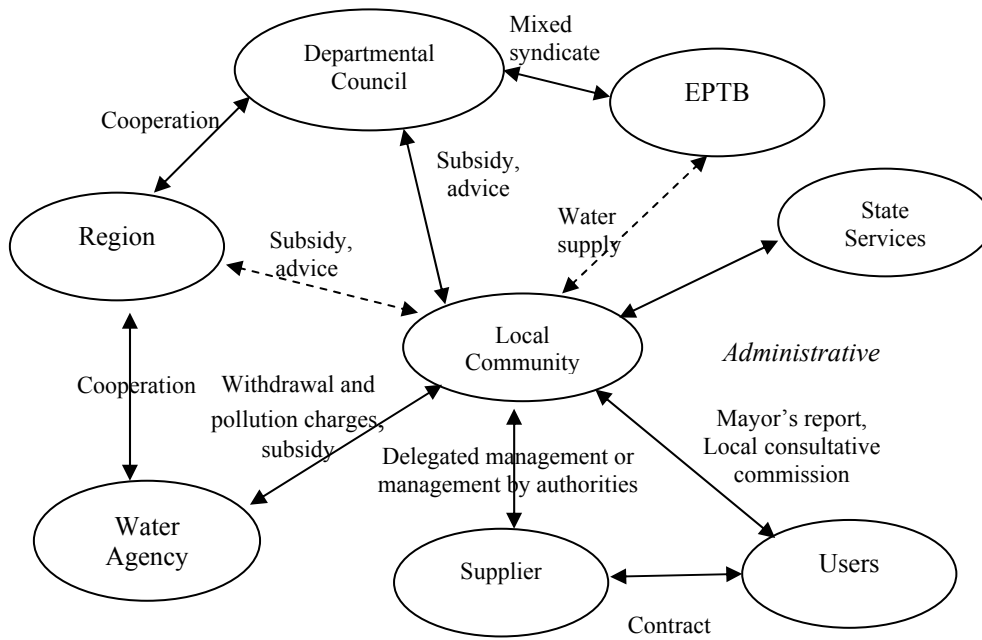 Mixed
syndicate
Departmental
Council
EPTB
Cooperation
Subsidy,
advice
Water
supply
State
Services
Region
Subsidy,
advice
Local
Community
Administrative
Cooperation
Withdrawal and
pollution charges,
subsidy
Mayor's report,
Local consultative
commission
Delegated management or
management by authorities
Water
Agency
Supplier
Users
Contract